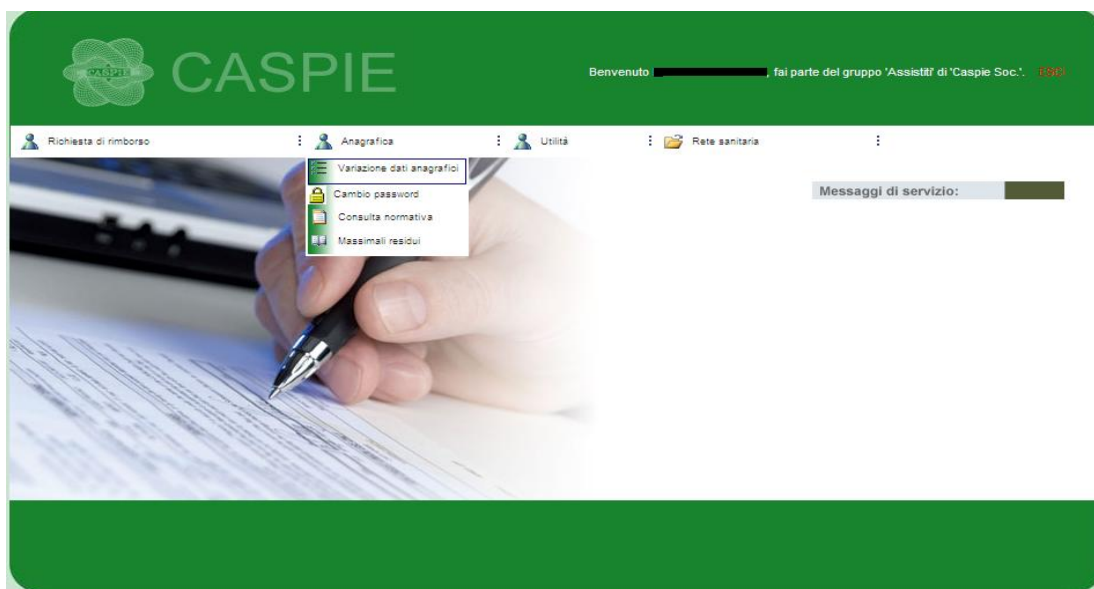 CASPIE
CASPIE
Benvenuto , fai parte del gruppo 'Assistiti' di 'Caspie Soc.'. ESCI
Richiesta di rimborso
Anagrafica
Utilità
Rete sanitaria
Variazione dati anagrafici
Cambio password
Consulta normativa
Massimali residui
Messaggi di servizio: